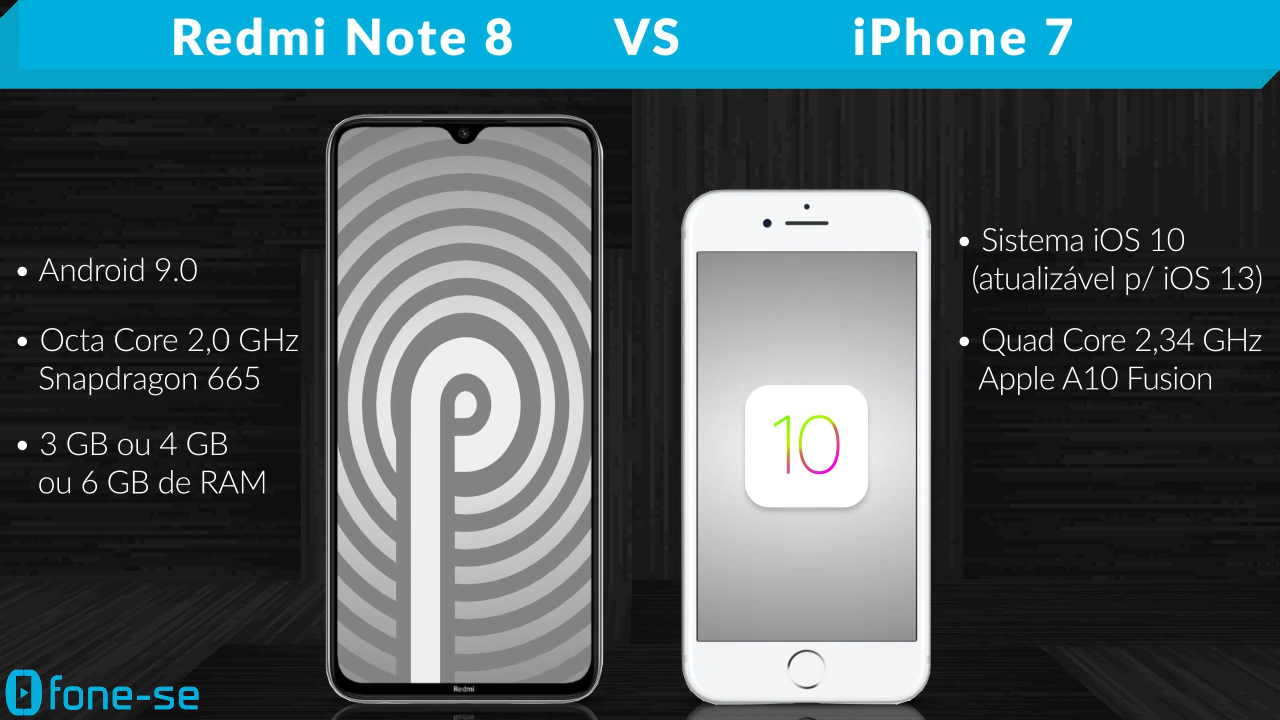 Redmi Note 8 VS iPhone 7
• Android 9.0
• Octa Core 2,0 GHz
Snapdragon 665
• 3 GB ou 4 GB
ou 6 GB de RAM
Redmi
10
• Sistema iOS 10
(atualizável p/ iOS 13)
• Quad Core 2,34 GHz
Apple A10 Fusion
fone-se